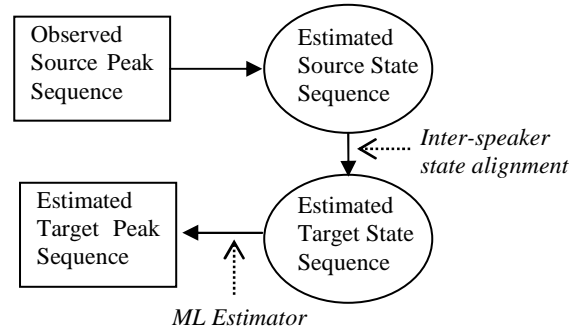 Observed
Source Peak
Sequence
Estimated
Source State
Sequence
Inter-speaker
state alignment
Estimated
Target Peak
Sequence
Estimated
Target State
Sequence
ML Estimator